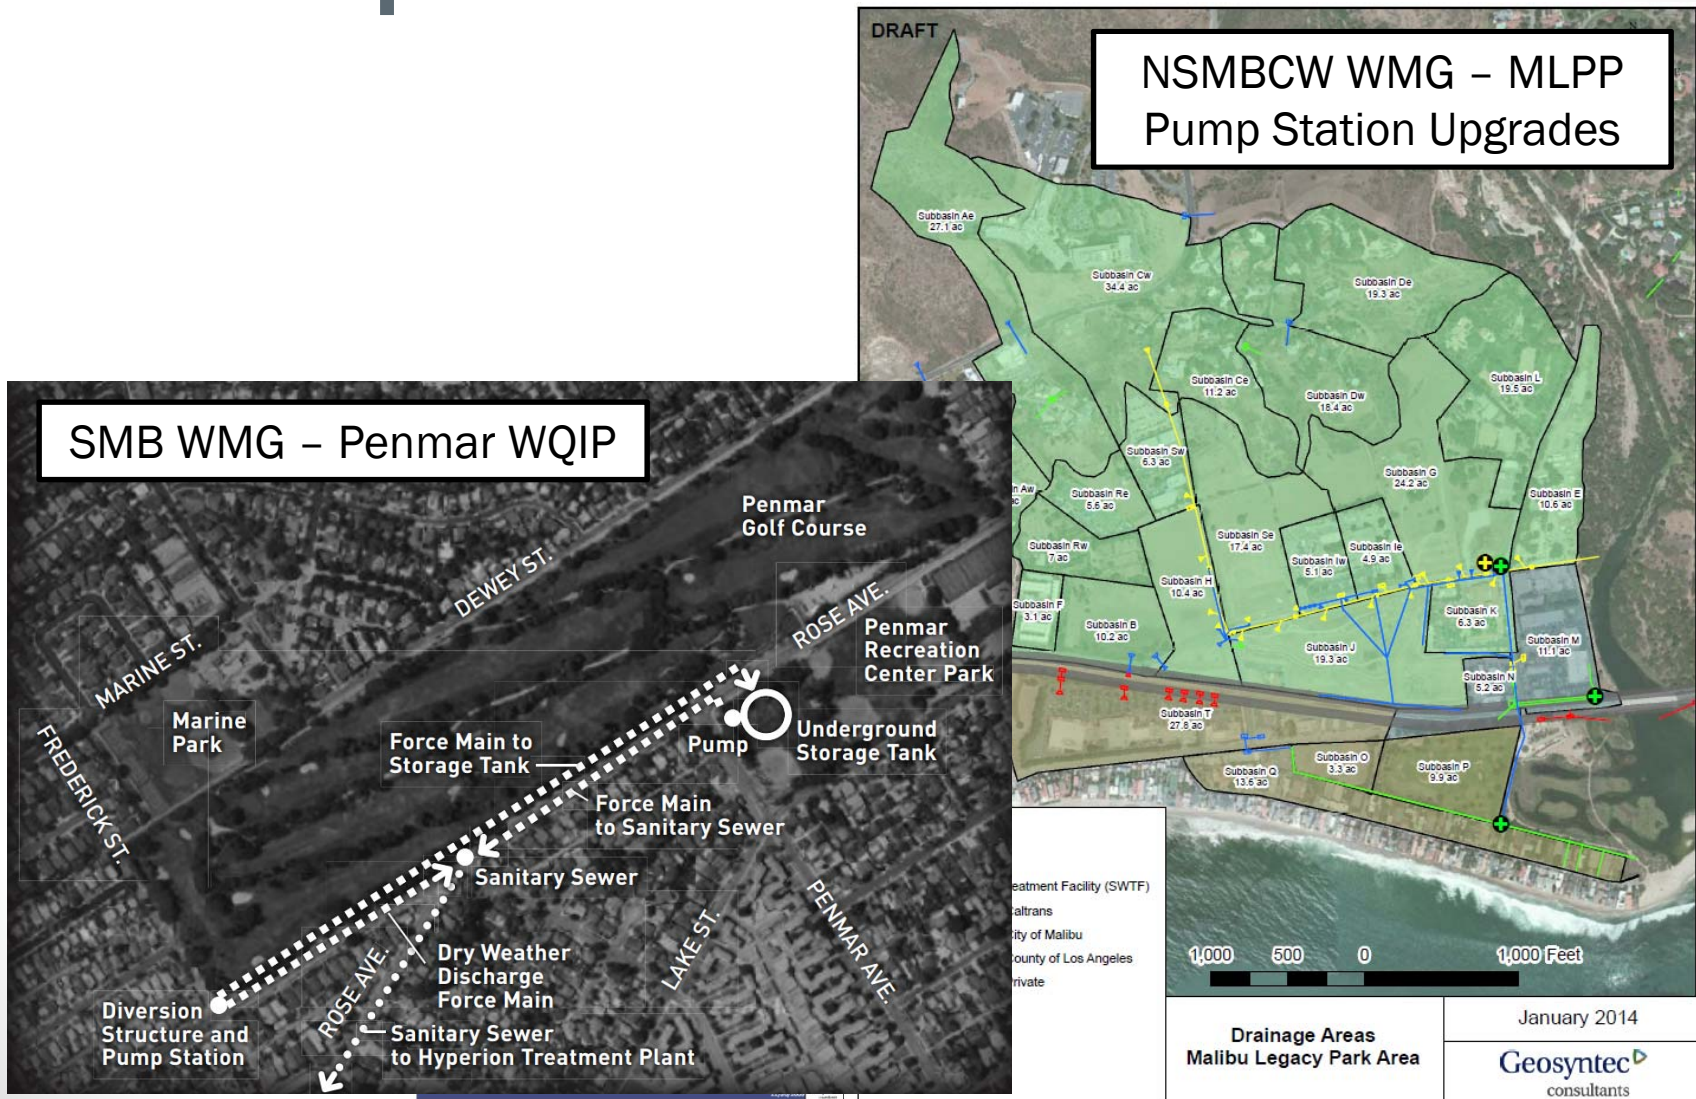 DRAFT
NSMBCW WMG – MLPP
Pump Station Upgrades
Subbasin Ae
27.1 ac
Subbasin Cw
34.4 ac
Subbasin De
19.3 ac
Subbasin Ce
11.2 ac
Subbasin Dw
18.4 ac
Subbasin L
19.5 ac
Subbasin Sw
6.3 ac
Subbasin G
24.2 ac
Subbasin Re
5.6 ac
Subbasin E
10.6 ac
Subbasin Se
17.4 ac
Subbasin Rw
7 ac
Subbasin Iw
5.1 ac
Subbasin Ie
4.9 ac
Subbasin H
10.4 ac
Subbasin F
3.1 ac
Subbasin B
10.2 ac
Subbasin K
6.3 ac
Subbasin J
19.3 ac
Subbasin M
11.1 ac
Subbasin N
5.2 ac
Subbasin T
27.8 ac
Subbasin Q
13.6 ac
Subbasin O
3.3 ac
Subbasin P
9.9 ac
Treatment Facility (SWTF)
Caltrans
City of Malibu
County of Los Angeles
Private
1,000 500 0 1,000 Feet
Drainage Areas
Malibu Legacy Park Area
January 2014
Geosyntec
consultants
SMB WMG – Penmar WQIP
Penmar
Golf Course
DEWEY ST.
ROSE AVE.
MARINE ST.
Penmar
Recreation
Center Park
Marine
Park
FREDERICK ST.
Force Main to
Storage Tank
Pump
Underground
Storage Tank
Force Main
to Sanitary Sewer
Sanitary Sewer
PENMAR AVE.
LAKE ST.
Dry Weather
Discharge
Force Main
ROSE AVE.
Diversion
Structure and
Pump Station
Sanitary Sewer
to Hyperion Treatment Plant